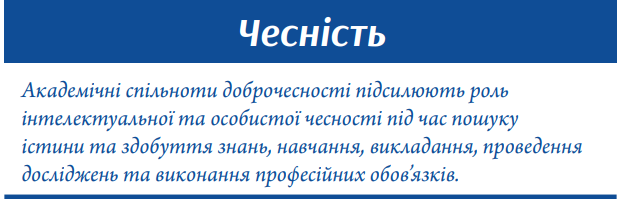 Чесність
Академічні спільноти доброчесності підсилюють роль
інтелектуальної та особистої чесності під час пошуку
істини та здобуття знань, навчання, викладання, проведення
досліджень та виконання професійних обов’язків.